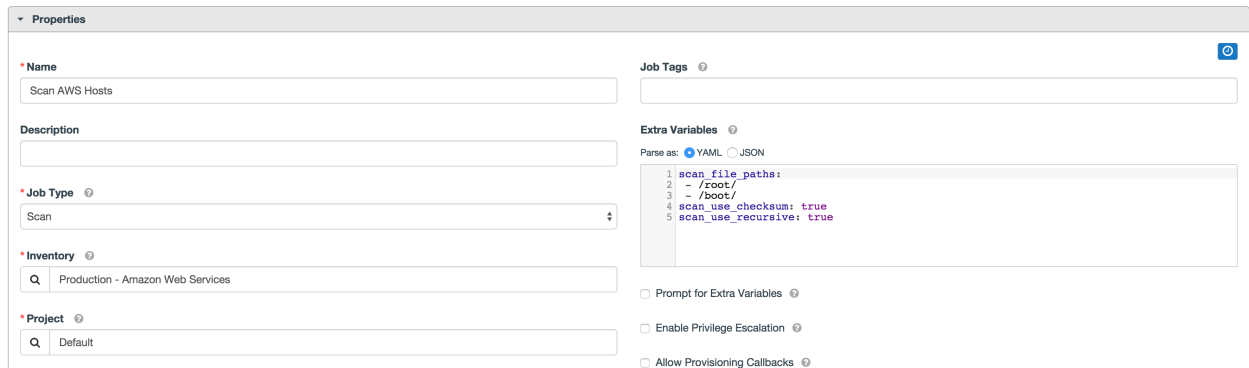 Properties
* Name
Scan AWS Hosts
Description
* Job Type
Scan
* Inventory
Production - Amazon Web Services
* Project
Default
Job Tags
Extra Variables
Parse as: YAML JSON
1 scan_file_paths:
2 - /root/
3 - /boot/
4 scan_use_checksum: true
5 scan_use_recursive: true
Prompt for Extra Variables
Enable Privilege Escalation
Allow Provisioning Callbacks